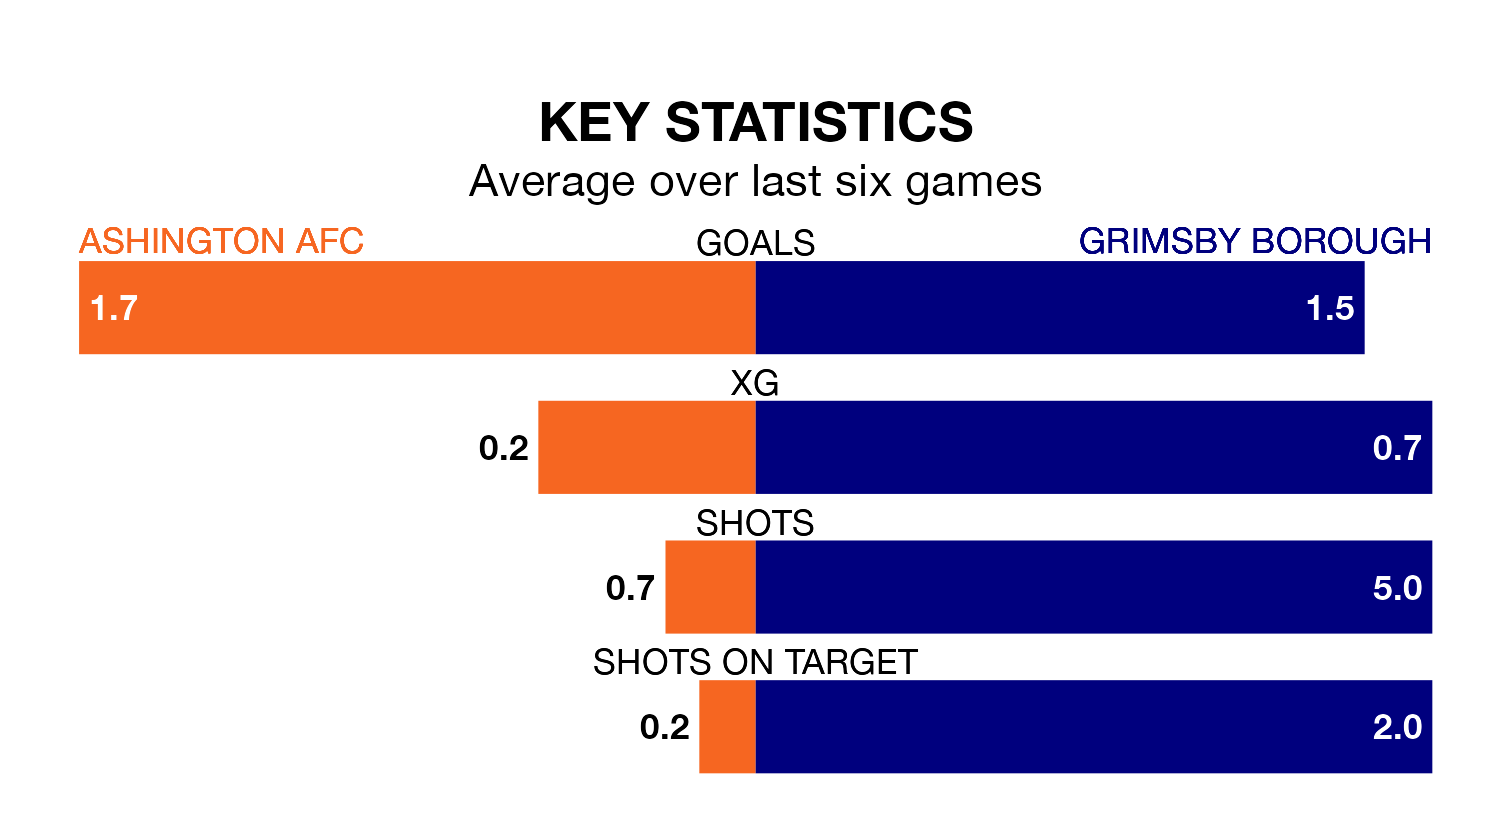 KEY STATISTICS
Average over last six games
ASHINGTON AFC GOALS GRIMSBY BOROUGH
1.7 1.5
XG
0.2 0.7
SHOTS
0.7 5.0
SHOTS ON TARGET
0.2 2.0